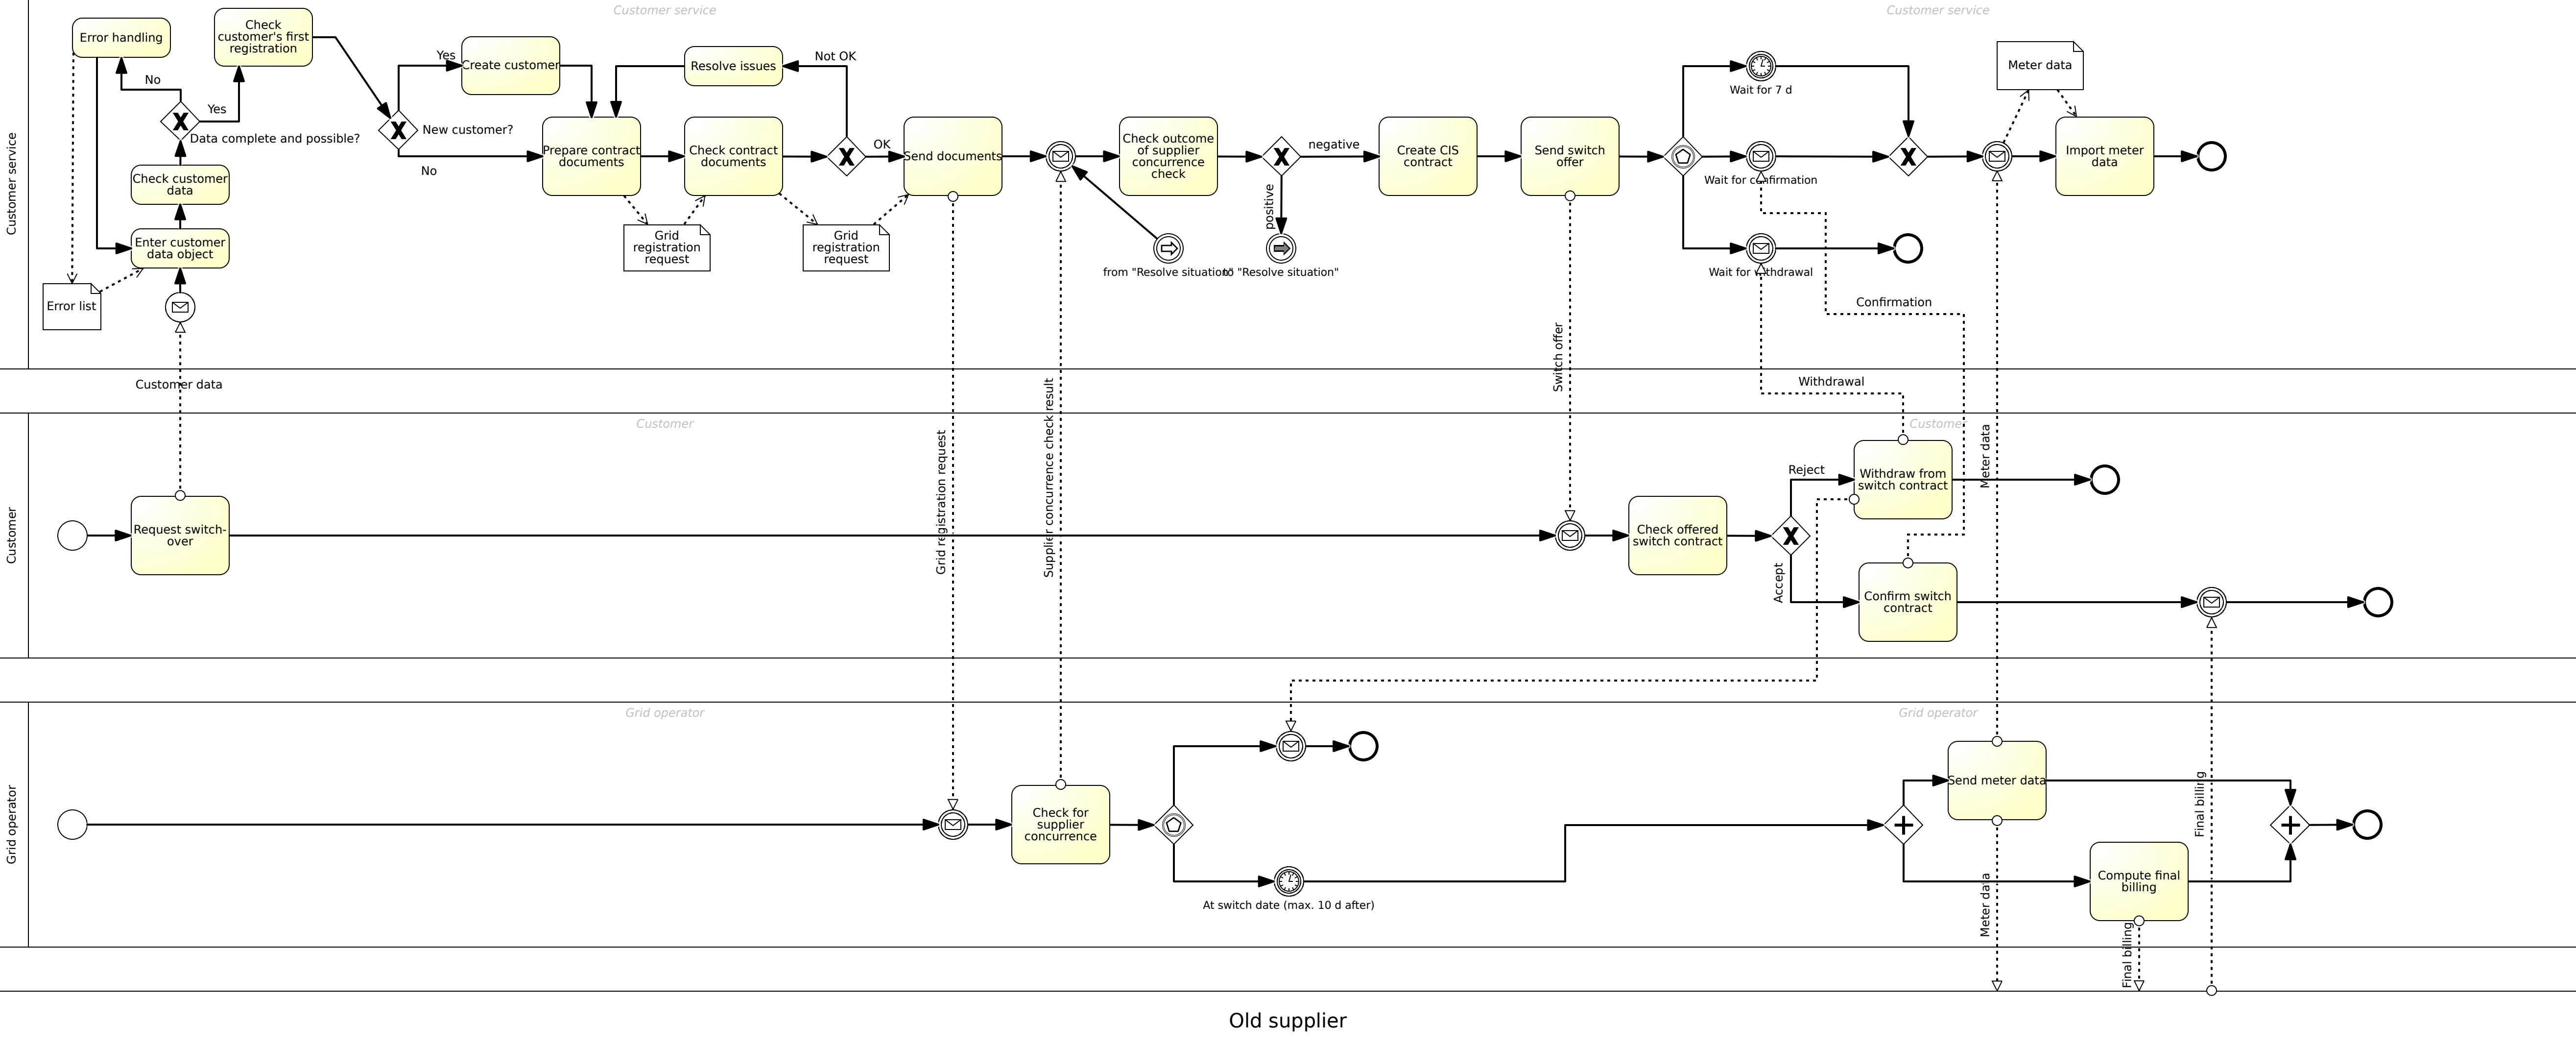 Customer service
Customer service
Customer service
Error handling
Check
customer's first
registration
No
Yes
Data complete and possible?
Check customer
data
Enter customer
data object
Error list
Customer data
New customer?
Yes
No
Create customer
Resolve issues
Not OK
Prepare contract
documents
Check contract
documents
OK
Send documents
Grid
registration
request
Grid
registration
request
Check outcome
of supplier
concurrence
check
negative
positive
from "Resolve situation"
to "Resolve situation"
Create CIS
contract
Send switch
offer
Wait for 7 d
Wait for confirmation
Wait for withdrawal
Meter data
Import meter
data
Confirmation
Withdrawal
Switch offer
Grid registration request
Supplier concurrence check result
Meter data
Customer
Customer
Customer
Request switch-
over
Check offered
switch contract
Reject
Accept
Withdraw from
switch contract
Confirm switch
contract
Grid operator
Grid operator
Grid operator
Check for
supplier
concurrence
At switch date (max. 10 d after)
Send meter data
Compute final
billing
Meter data
Final billing
Final billing
Old supplier